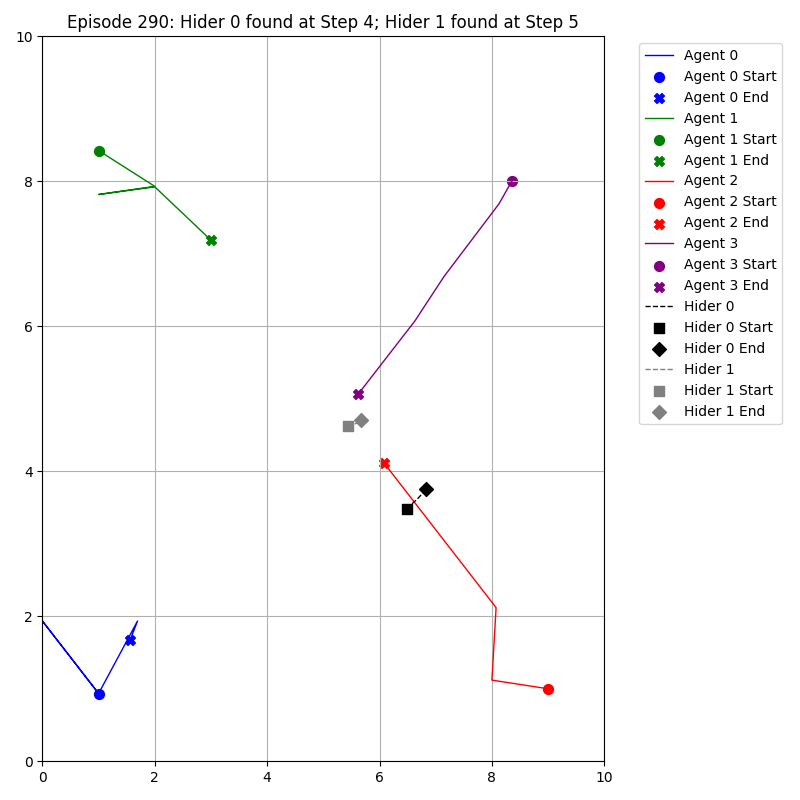 Episode 290: Hider 0 found at Step 4; Hider 1 found at Step 5
10
8
6
4
2
0
0 2 4 6 8 10
Agent 0
Agent 0 Start
Agent 0 End
Agent 1
Agent 1 Start
Agent 1 End
Agent 2
Agent 2 Start
Agent 2 End
Agent 3
Agent 3 Start
Agent 3 End
Hider 0
Hider 0 Start
Hider 0 End
Hider 1
Hider 1 Start
Hider 1 End